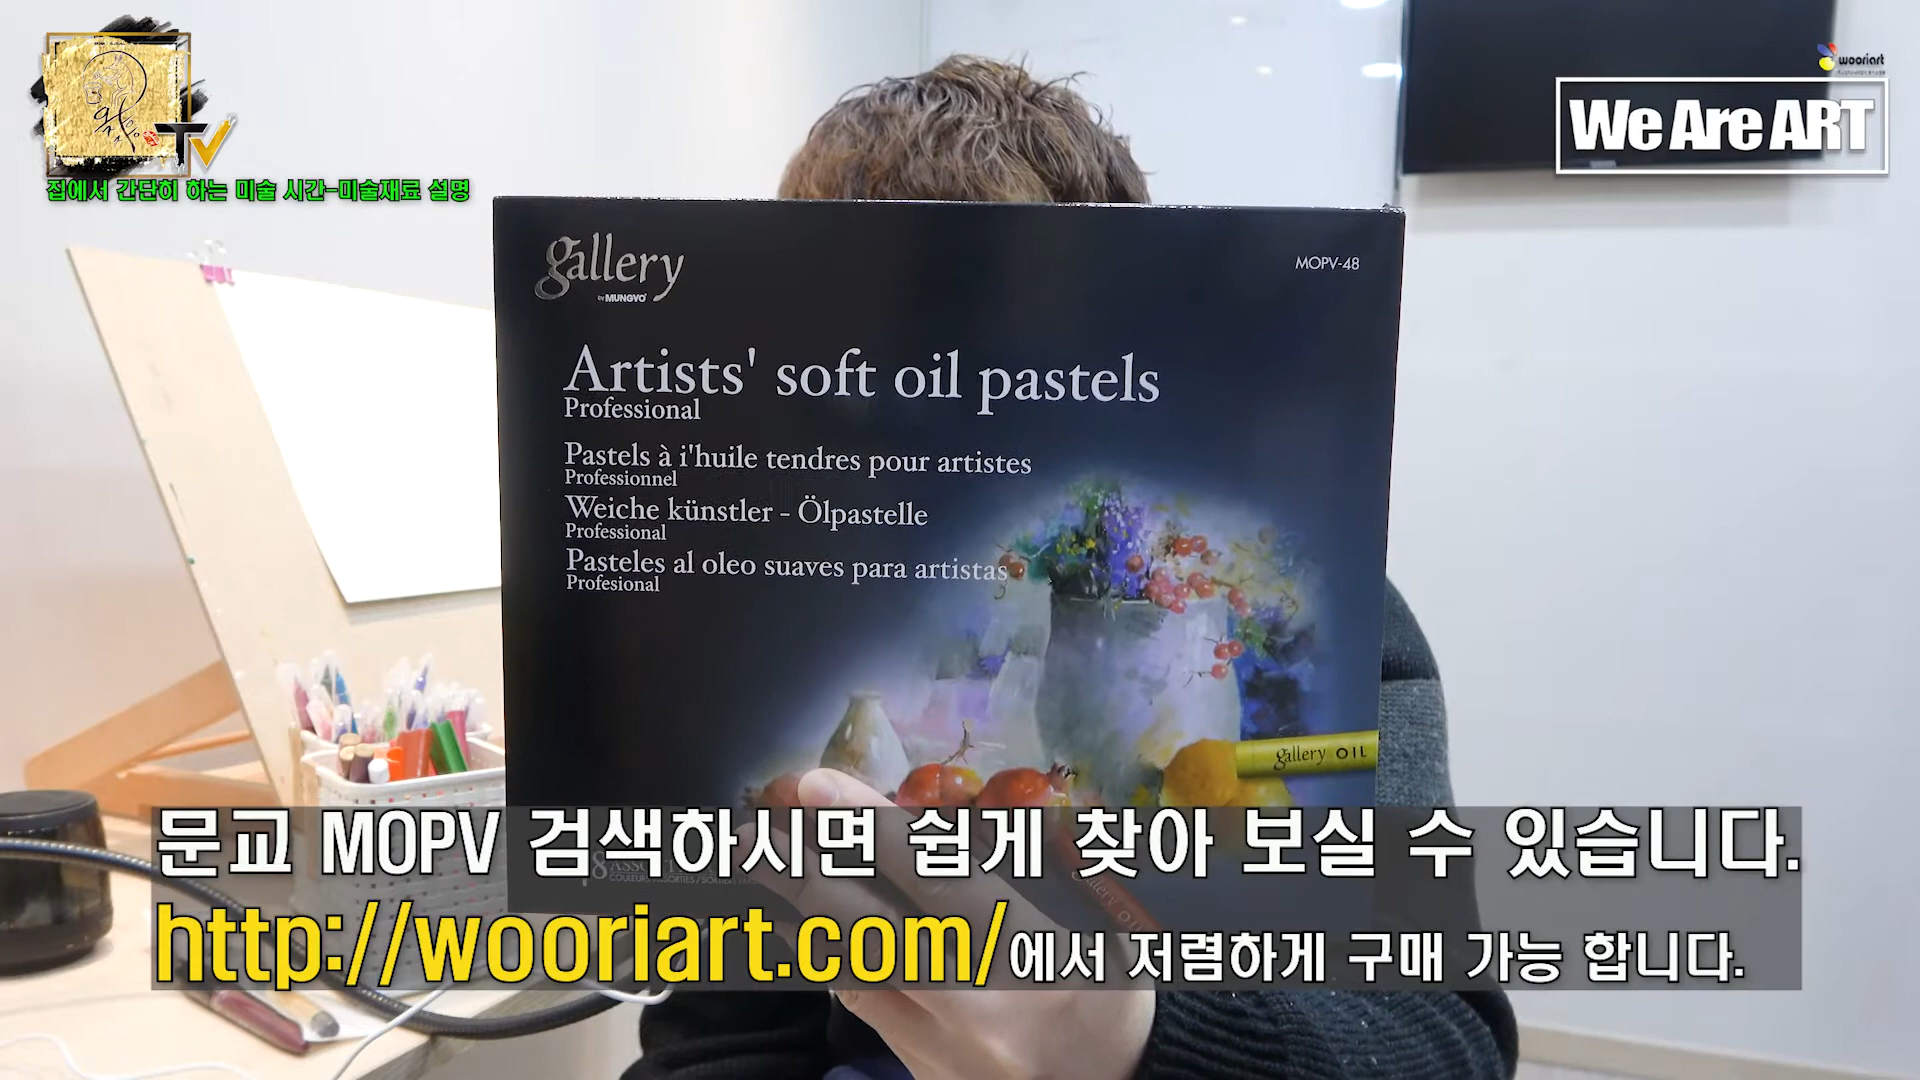 TV
집에서 간단히 하는 미술 시간-미술재료 설명
wooriart
We Are ART
gallery
BY MUNGYO
MOPV-48
Artists' soft oil pastels
Professional
Pastels à i'huile tendres pour artistes
Professionnel
Weiche künstler - Ölpastelle
Professional
Pasteles al oleo suaves para artistas
Profesional
gallery OIL
문교 MOPV 검색하시면 쉽게 찾아 보실 수 있습니다.
gallery
http://wooriart.com/에서 저렴하게 구매 가능 합니다.